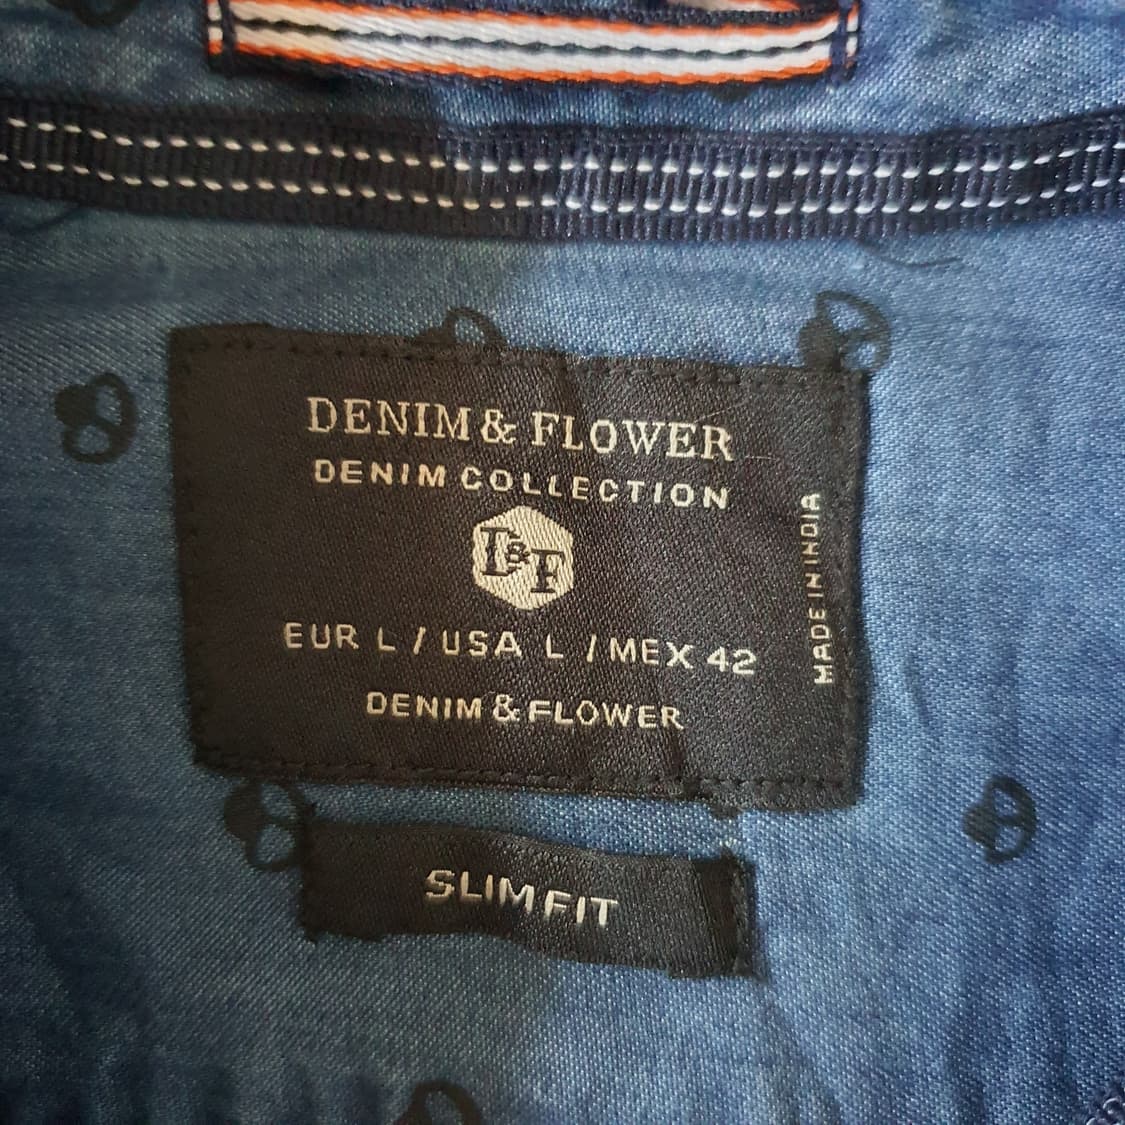 DENIM & FLOWER
DENIM COLLECTION
D&F
EUR L / USA L / MEX 42
DENIM & FLOWER
MADE IN INDIA
SLIM FIT